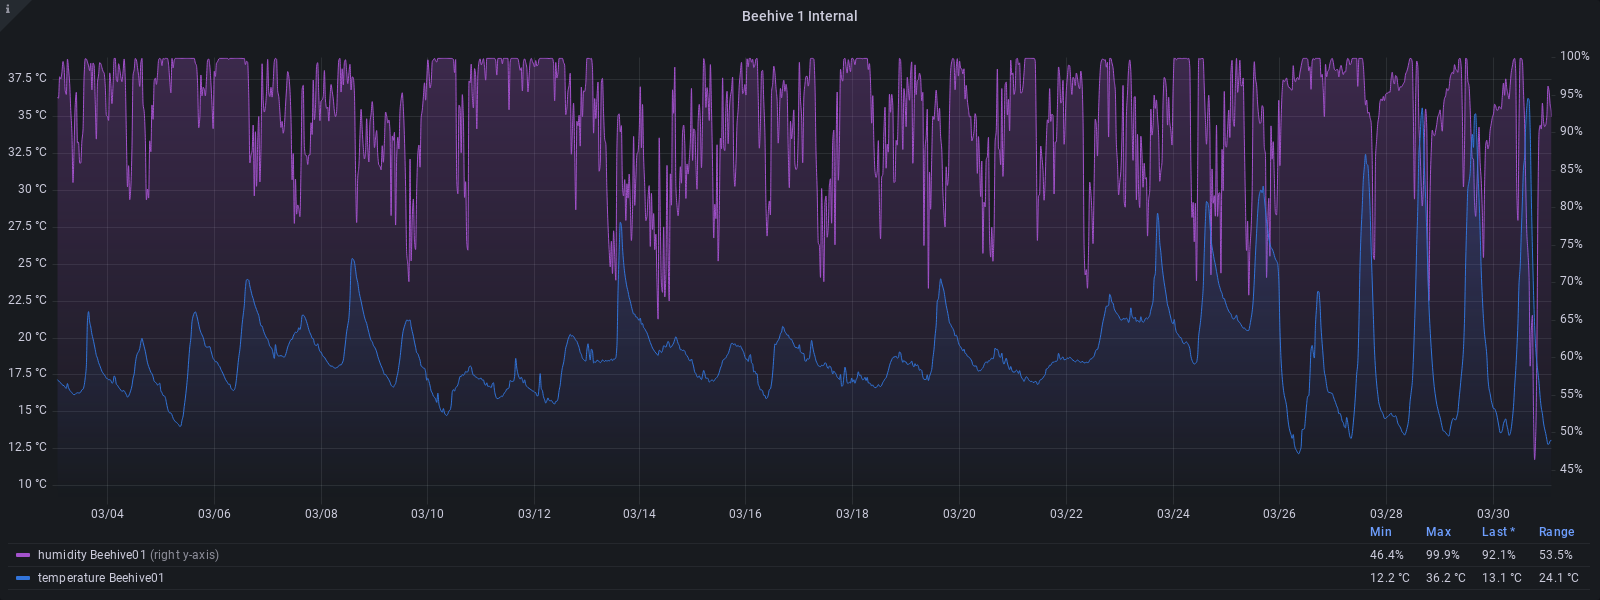 i
Beehive 1 Internal
37.5 °C
35 °C
32.5 °C
30 °C
27.5 °C
25 °C
22.5 °C
20 °C
17.5 °C
15 °C
12.5 °C
10 °C
100%
95%
90%
85%
80%
75%
70%
65%
60%
55%
50%
45%
03/04 03/06 03/08 03/10 03/12 03/14 03/16 03/18 03/20 03/22 03/24 03/26 03/28 03/30
Min Max Last * Range
humidity Beehive01 (right y-axis) 46.4% 99.9% 92.1% 53.5%
temperature Beehive01 12.2 °C 36.2 °C 13.1 °C 24.1 °C